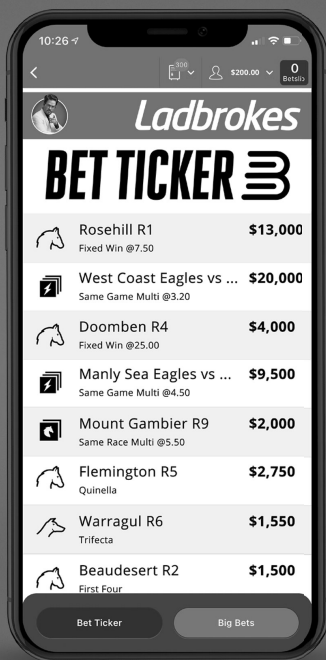 10:26
300
$200.00
0
Betslip
Ladbrokes
BET TICKER
Rosehill R1
$13,000
Fixed Win @7.50
West Coast Eagles vs ...
$20,000
Same Game Multi @3.20
Doomben R4
$4,000
Fixed Win @25.00
Manly Sea Eagles vs ...
$9,500
Same Game Multi @4.50
Mount Gambier R9
$2,000
Same Race Multi @5.50
Flemington R5
$2,750
Quinella
Warragul R6
$1,550
Trifecta
Beaudesert R2
$1,500
First Four
Bet Ticker
Big Bets